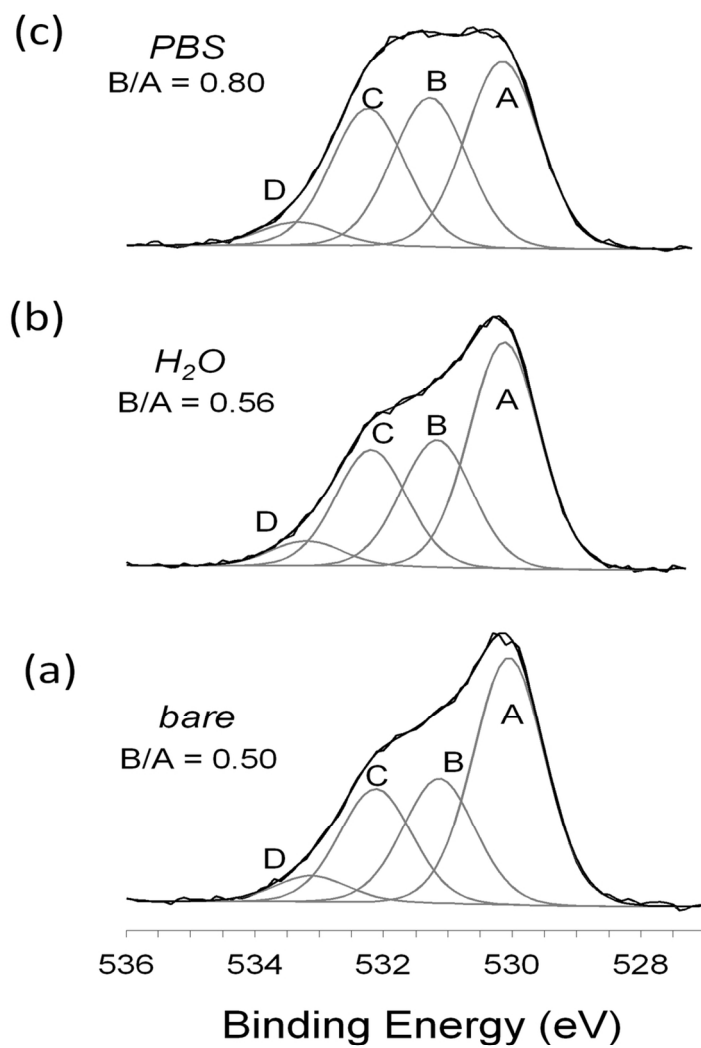 (c)
PBS
B/A = 0.80
D
C
B
A
(b)
H₂O
B/A = 0.56
D
C
B
A
(a)
bare
B/A = 0.50
D
C
B
A
536 534 532 530 528
Binding Energy (eV)